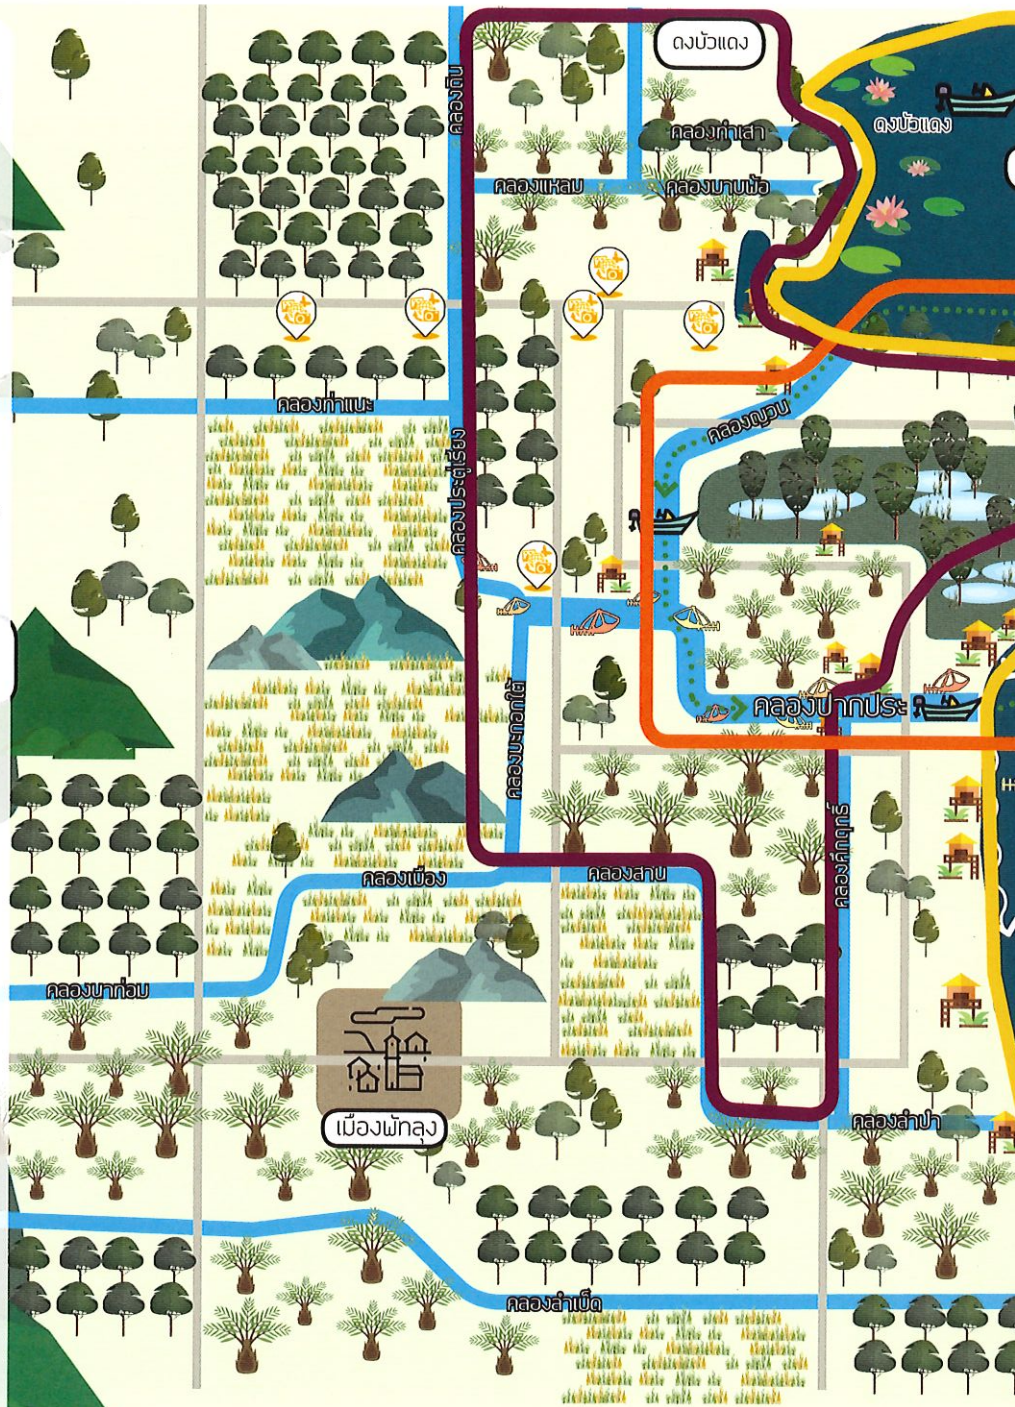 ดงบัวแดง
ดงบัวแดง
คลองดิน
คลองท่าเสา
คลองแหลม
คลองมาบพ้อ
คลองท่าแนะ
คลองญวน
คลองประตูเรียง
คลองปากประ
คลองมะกอกใต้
คลองศักฤทธิ์
คลองเมือง
คลองสาน
คลองนาท่อม
เมืองพัทลุง
คลองลำปำ
คลองลำเบ็ด